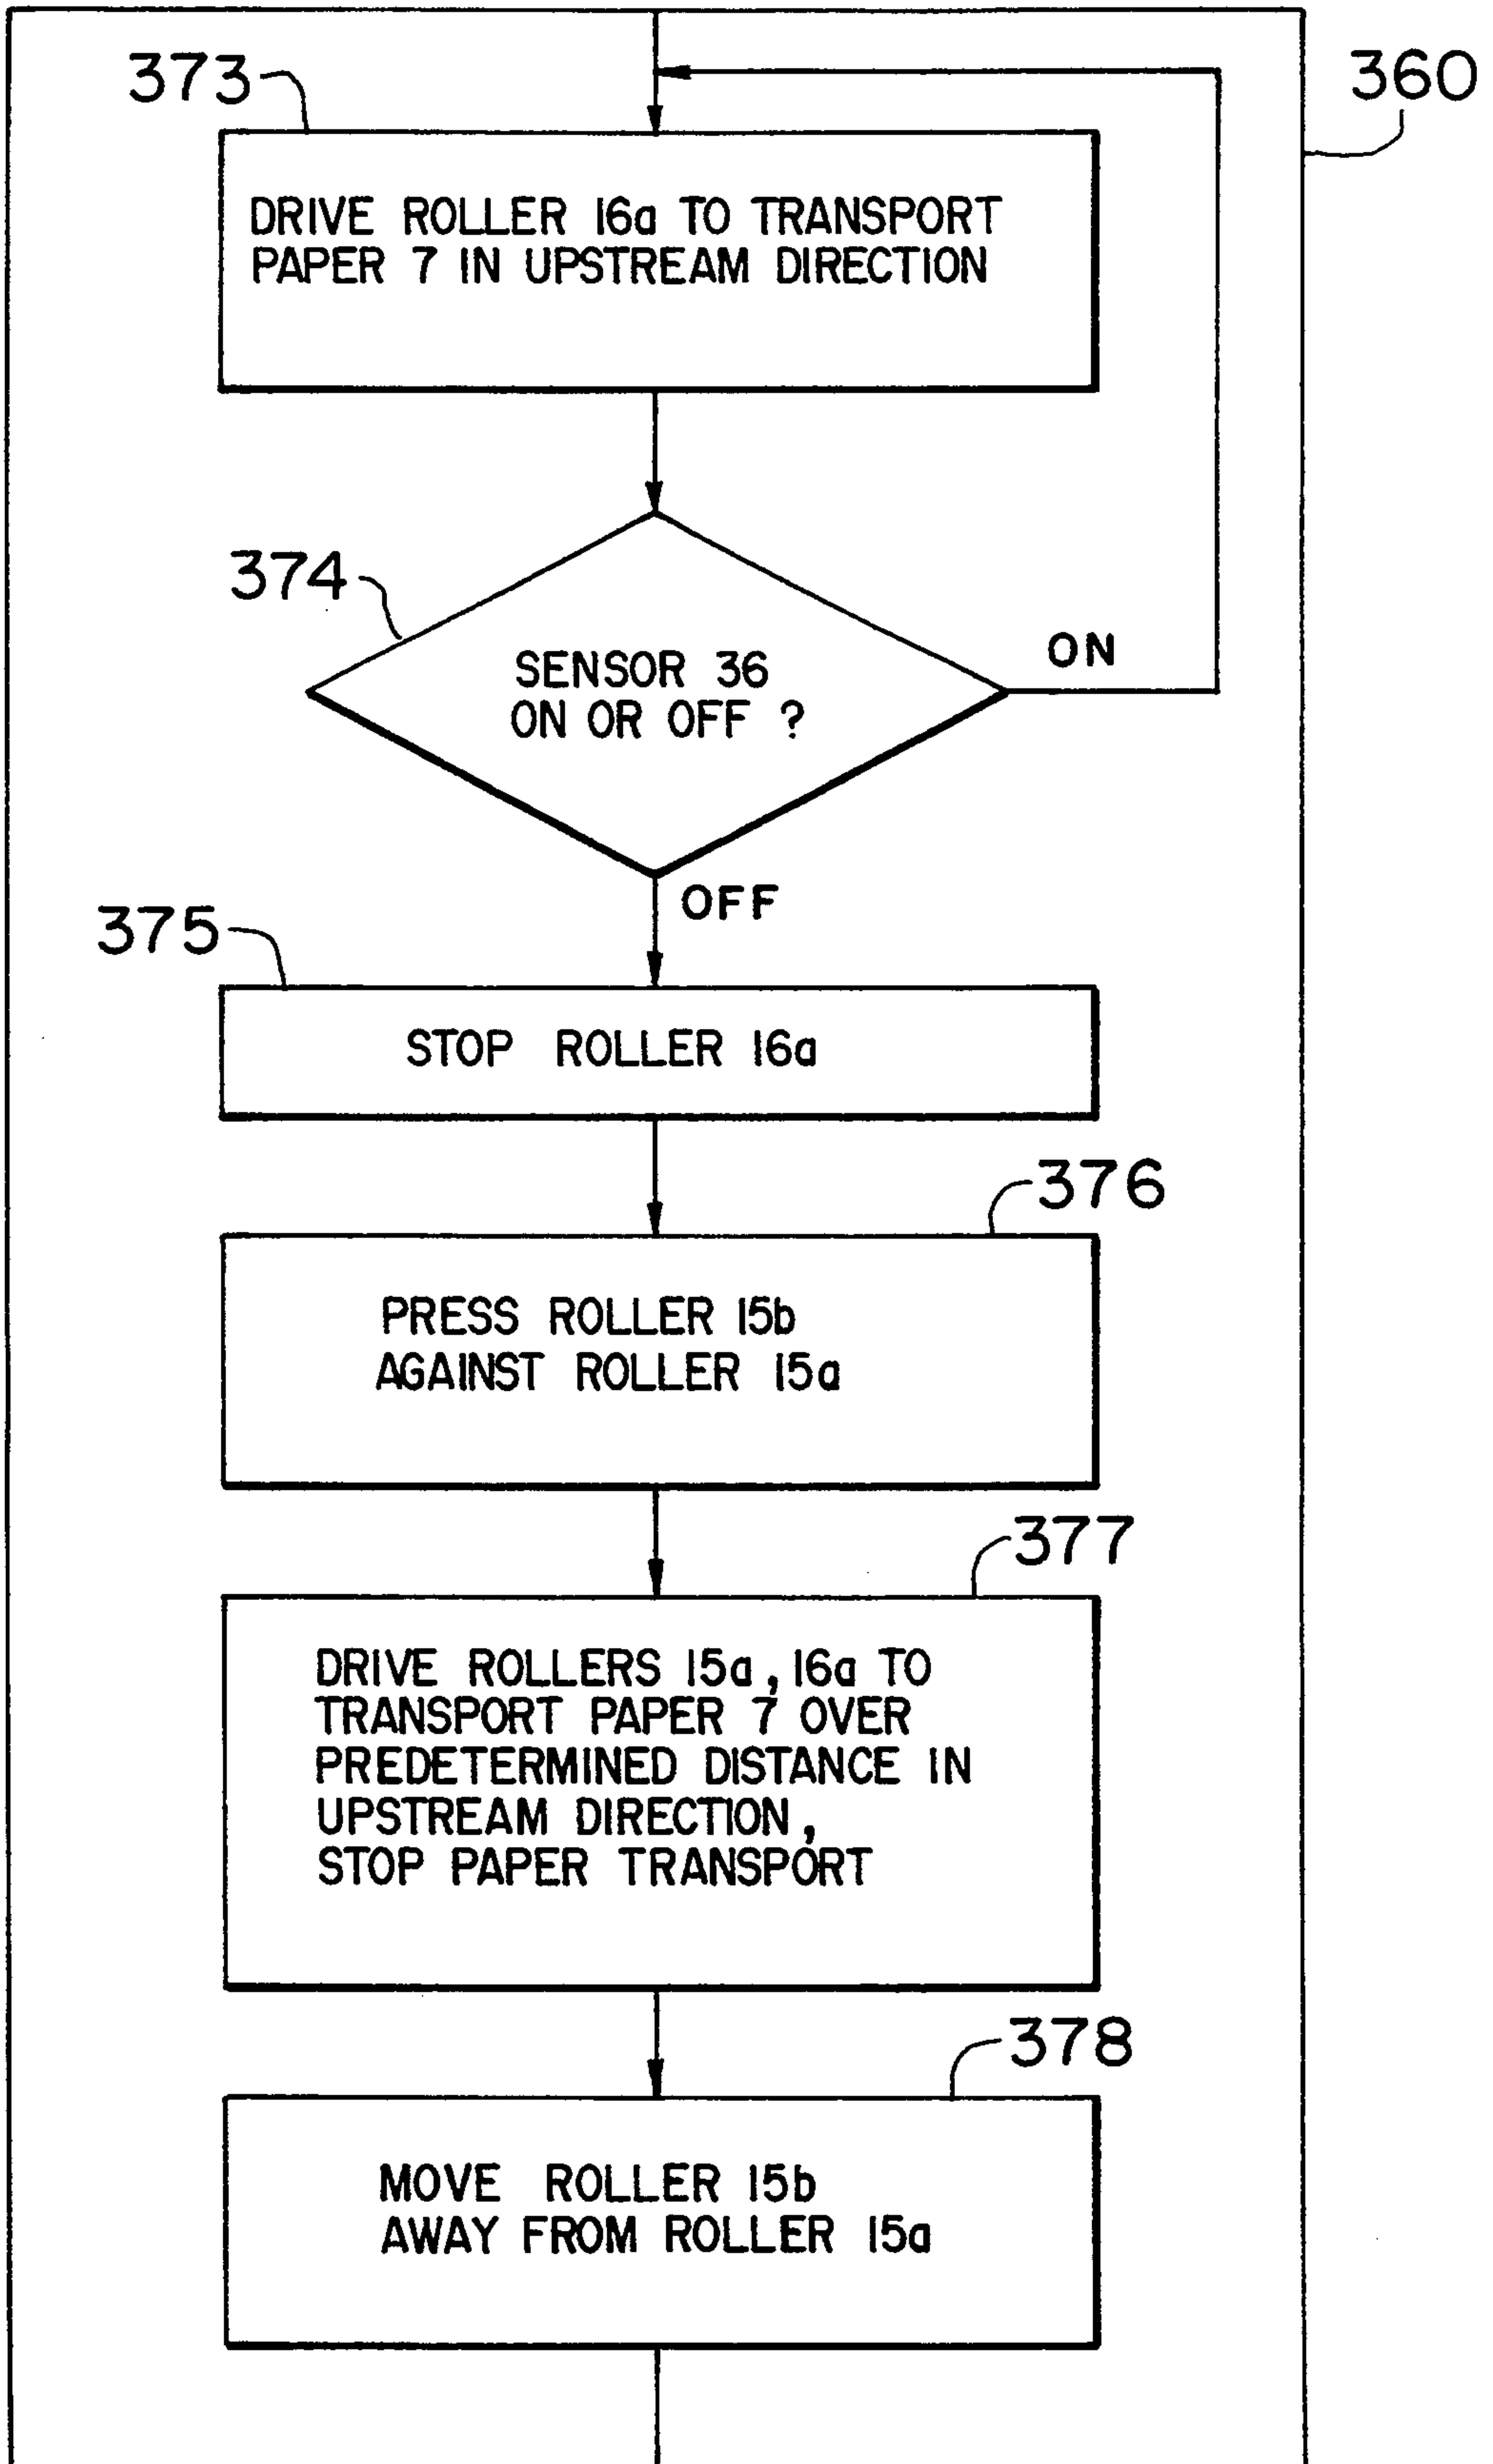 373
360
DRIVE ROLLER 16a TO TRANSPORT
PAPER 7 IN UPSTREAM DIRECTION
374
SENSOR 36
ON OR OFF ?
ON
OFF
375
STOP ROLLER 16a
376
PRESS ROLLER 15b
AGAINST ROLLER 15a
377
DRIVE ROLLERS 15a, 16a TO
TRANSPORT PAPER 7 OVER
PREDETERMINED DISTANCE IN
UPSTREAM DIRECTION,
STOP PAPER TRANSPORT
378
MOVE ROLLER 15b
AWAY FROM ROLLER 15a